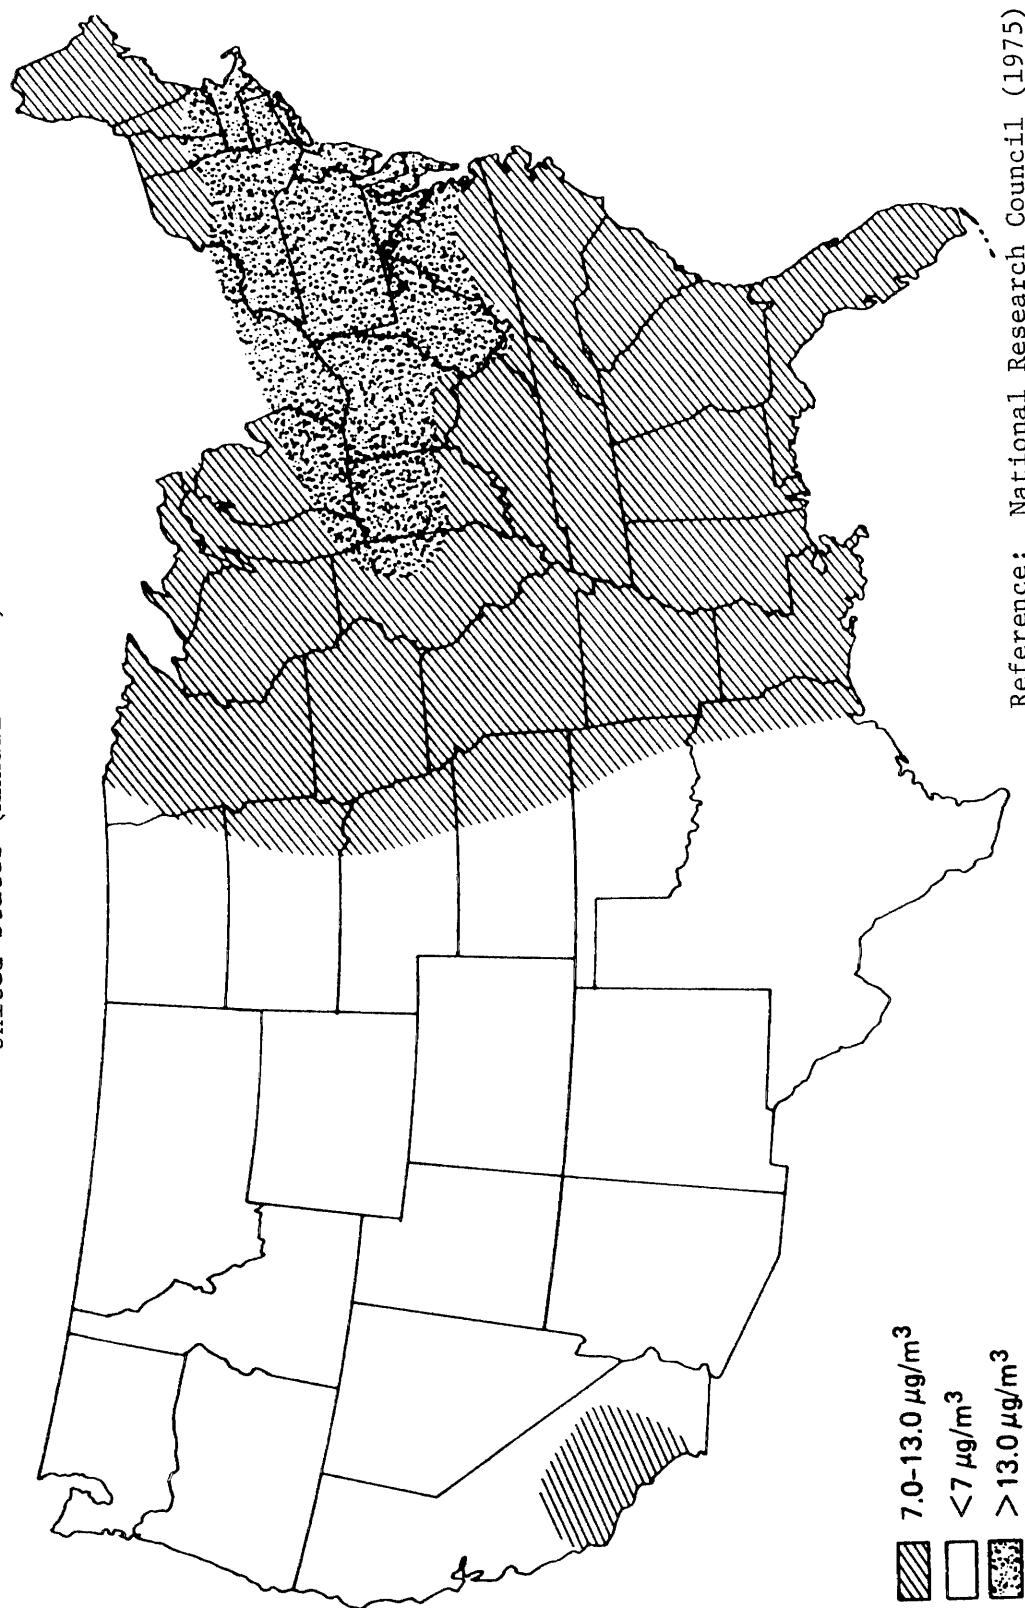 7.0–13.0 µg/m³
<7 µg/m³
>13.0 µg/m³
Reference: National Research Council (1975)